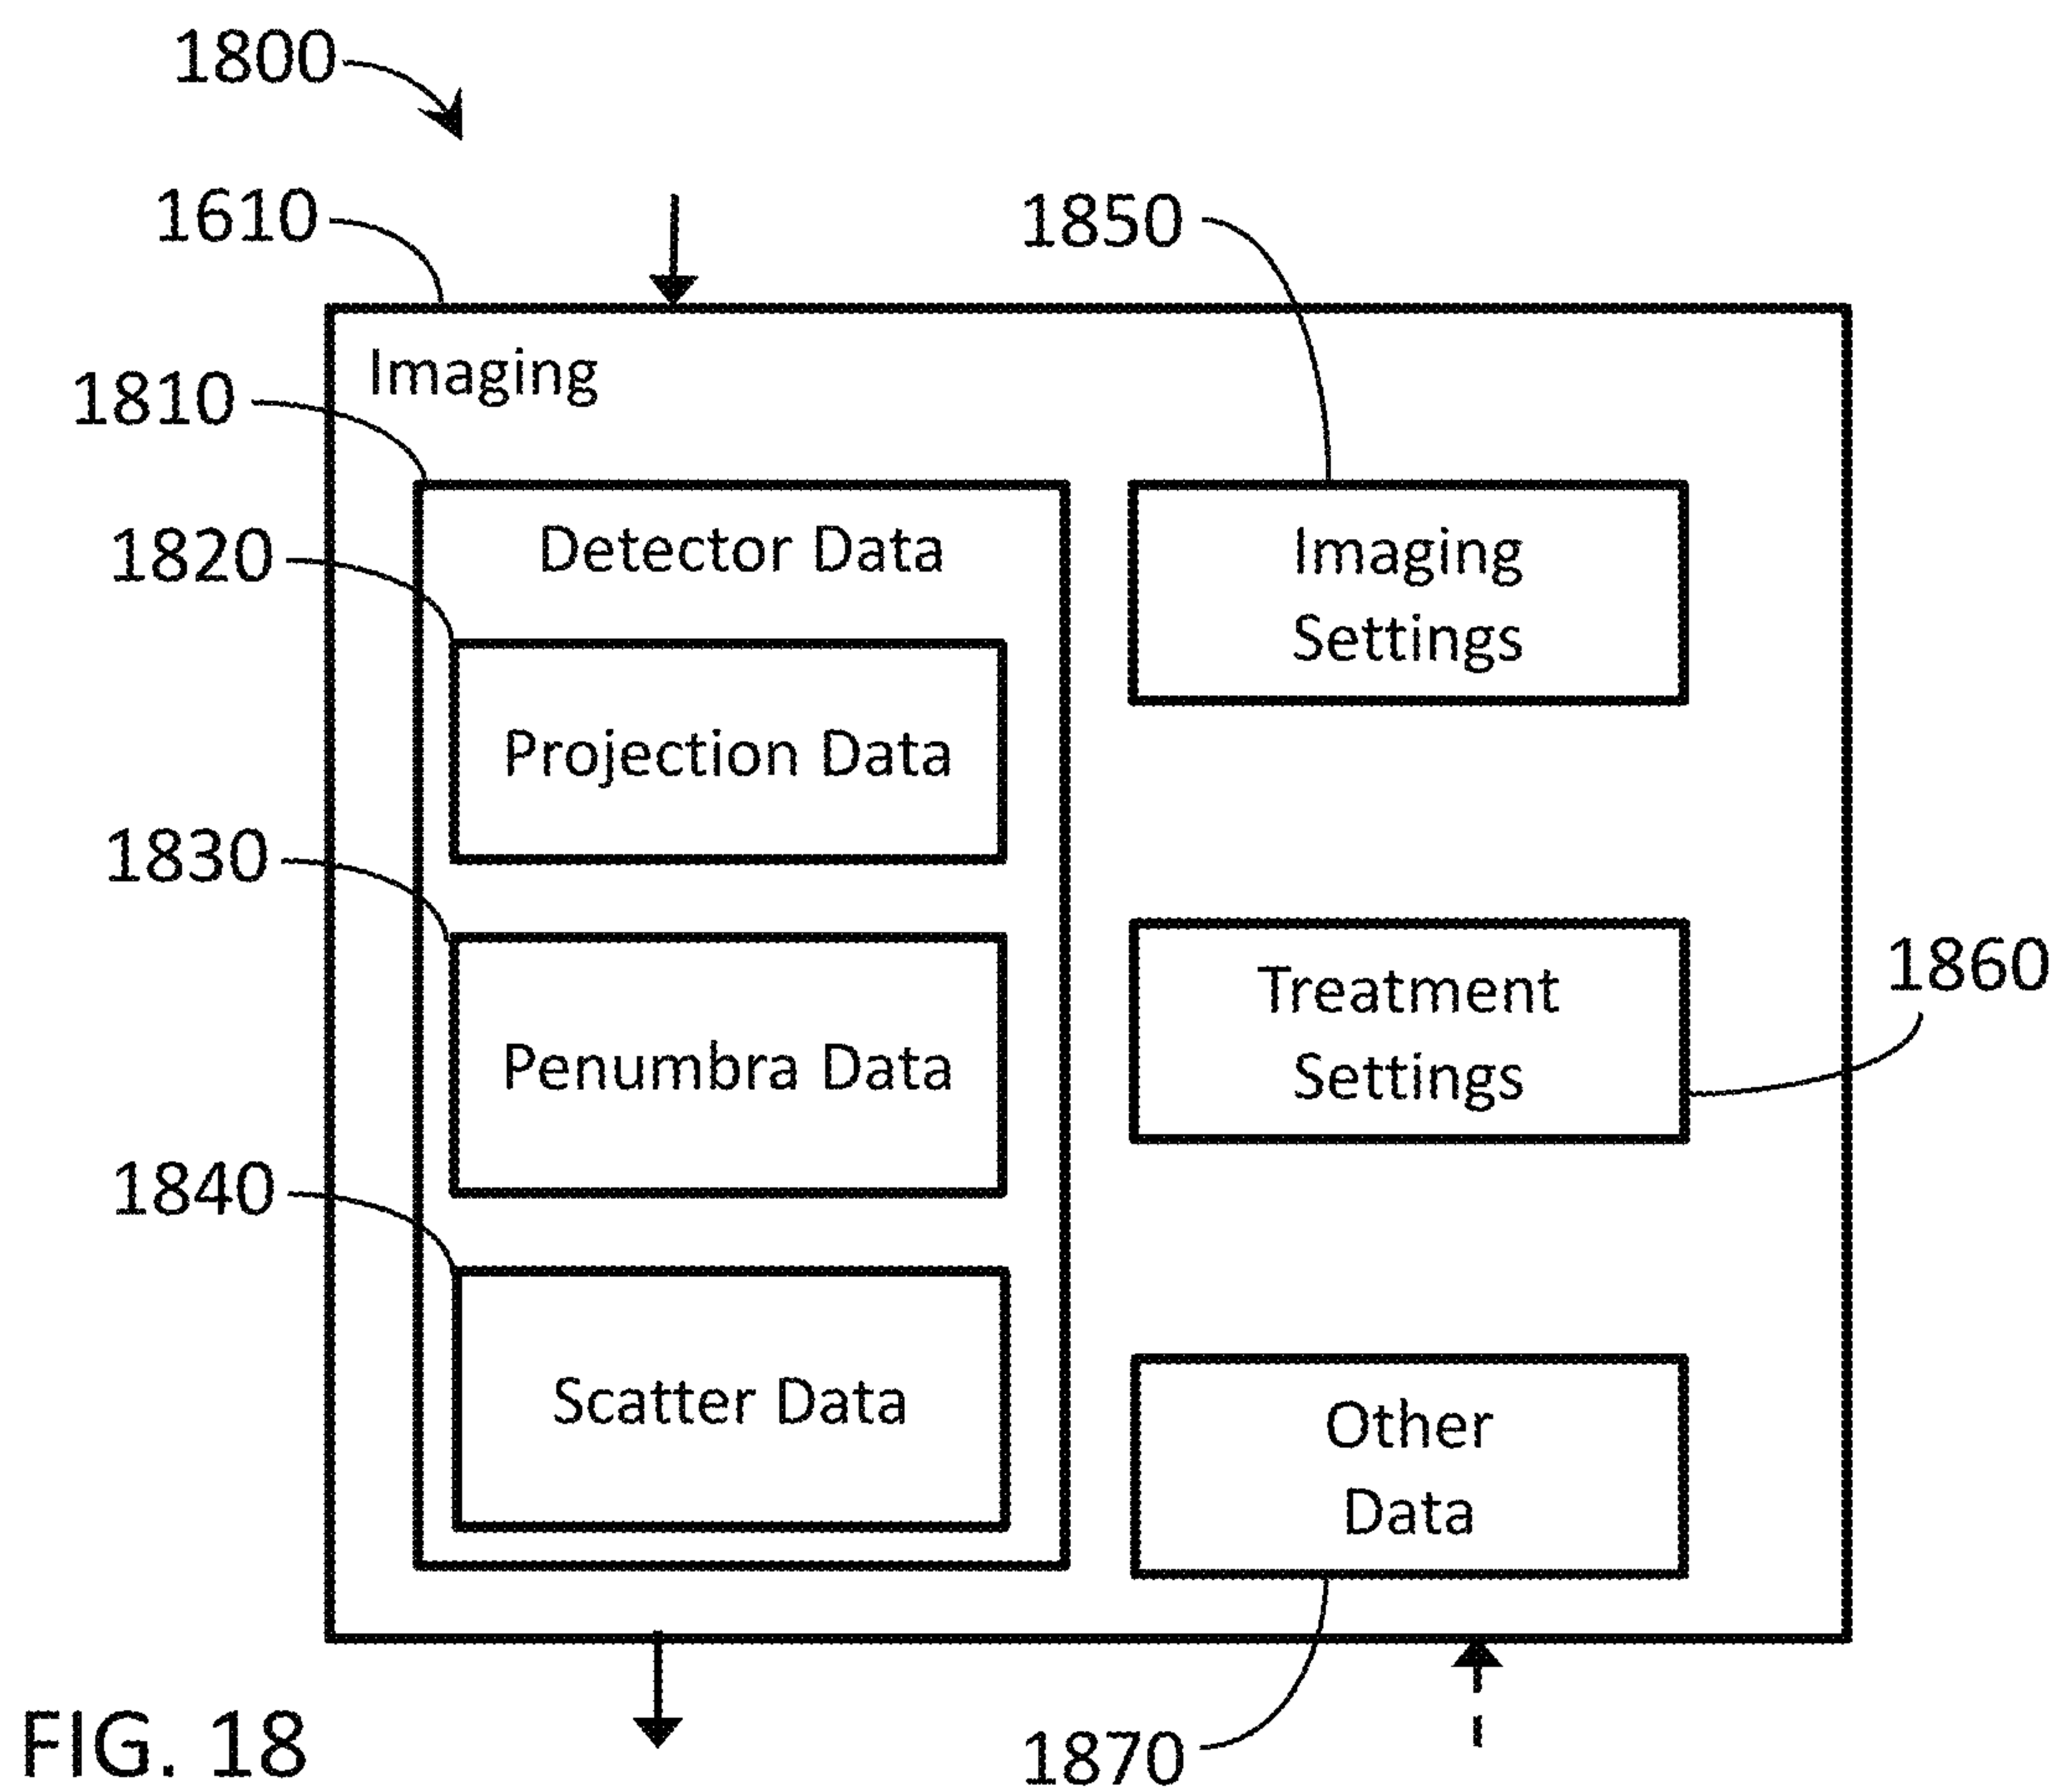 1800
1610
1850
Imaging
1810
1820
Detector Data
Imaging
Settings
Projection Data
1830
Penumbra Data
Treatment
Settings
1860
1840
Scatter Data
Other
Data
FIG. 18
1870